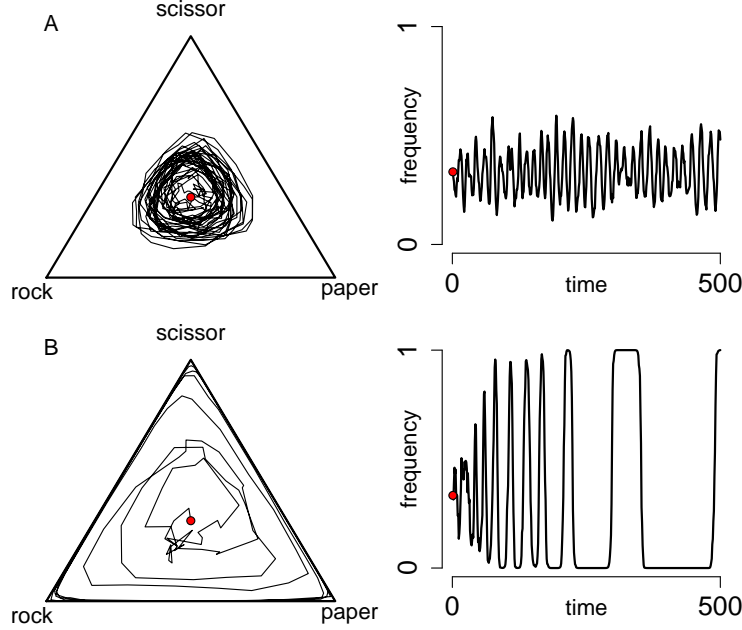 A
scissor
rock
paper
1
frequency
0
0
time
500
B
scissor
rock
paper
1
frequency
0
0
time
500